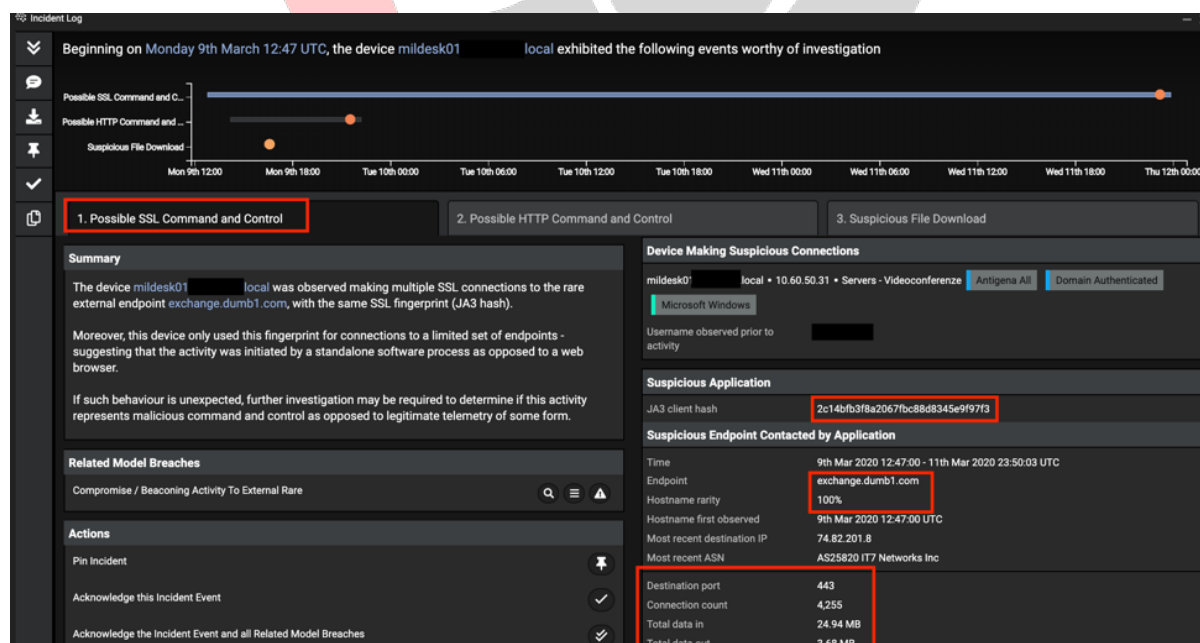 Incident Log
Beginning on Monday 9th March 12:47 UTC, the device mildesk01 local exhibited the following events worthy of investigation
Possible SSL Command and C...
Possible HTTP Command and ...
Suspicious File Download
Mon 9th 12:00 Mon 9th 18:00 Tue 10th 00:00 Tue 10th 06:00 Tue 10th 12:00 Tue 10th 18:00 Wed 11th 00:00 Wed 11th 06:00 Wed 11th 12:00 Wed 11th 18:00 Thu 12th 00:00
1. Possible SSL Command and Control
2. Possible HTTP Command and Control
3. Suspicious File Download
Summary
The device mildesk01 local was observed making multiple SSL connections to the rare
external endpoint exchange.dumb1.com, with the same SSL fingerprint (JA3 hash).
Moreover, this device only used this fingerprint for connections to a limited set of endpoints -
suggesting that the activity was initiated by a standalone software process as opposed to a web
browser.
If such behaviour is unexpected, further investigation may be required to determine if this activity
represents malicious command and control as opposed to legitimate telemetry of some form.
Related Model Breaches
Compromise / Beaconing Activity To External Rare
Actions
Pin Incident
Acknowledge this Incident Event
Acknowledge the Incident Event and all Related Model Breaches
Device Making Suspicious Connections
mildesk01 local • 10.60.50.31 • Servers - Videoconferenze Antigena All Domain Authenticated
Microsoft Windows
Username observed prior to
activity
Suspicious Application
JA3 client hash 2c14bfb3f8a2067fbc88d8345e9f97f3
Suspicious Endpoint Contacted by Application
Time 9th Mar 2020 12:47:00 - 11th Mar 2020 23:50:03 UTC
Endpoint exchange.dumb1.com
Hostname rarity 100%
Hostname first observed 9th Mar 2020 12:47:00 UTC
Most recent destination IP 74.82.201.8
Most recent ASN AS25820 IT7 Networks Inc
Destination port 443
Connection count 4,255
Total data in 24.94 MB
Total data out 3.68 MB